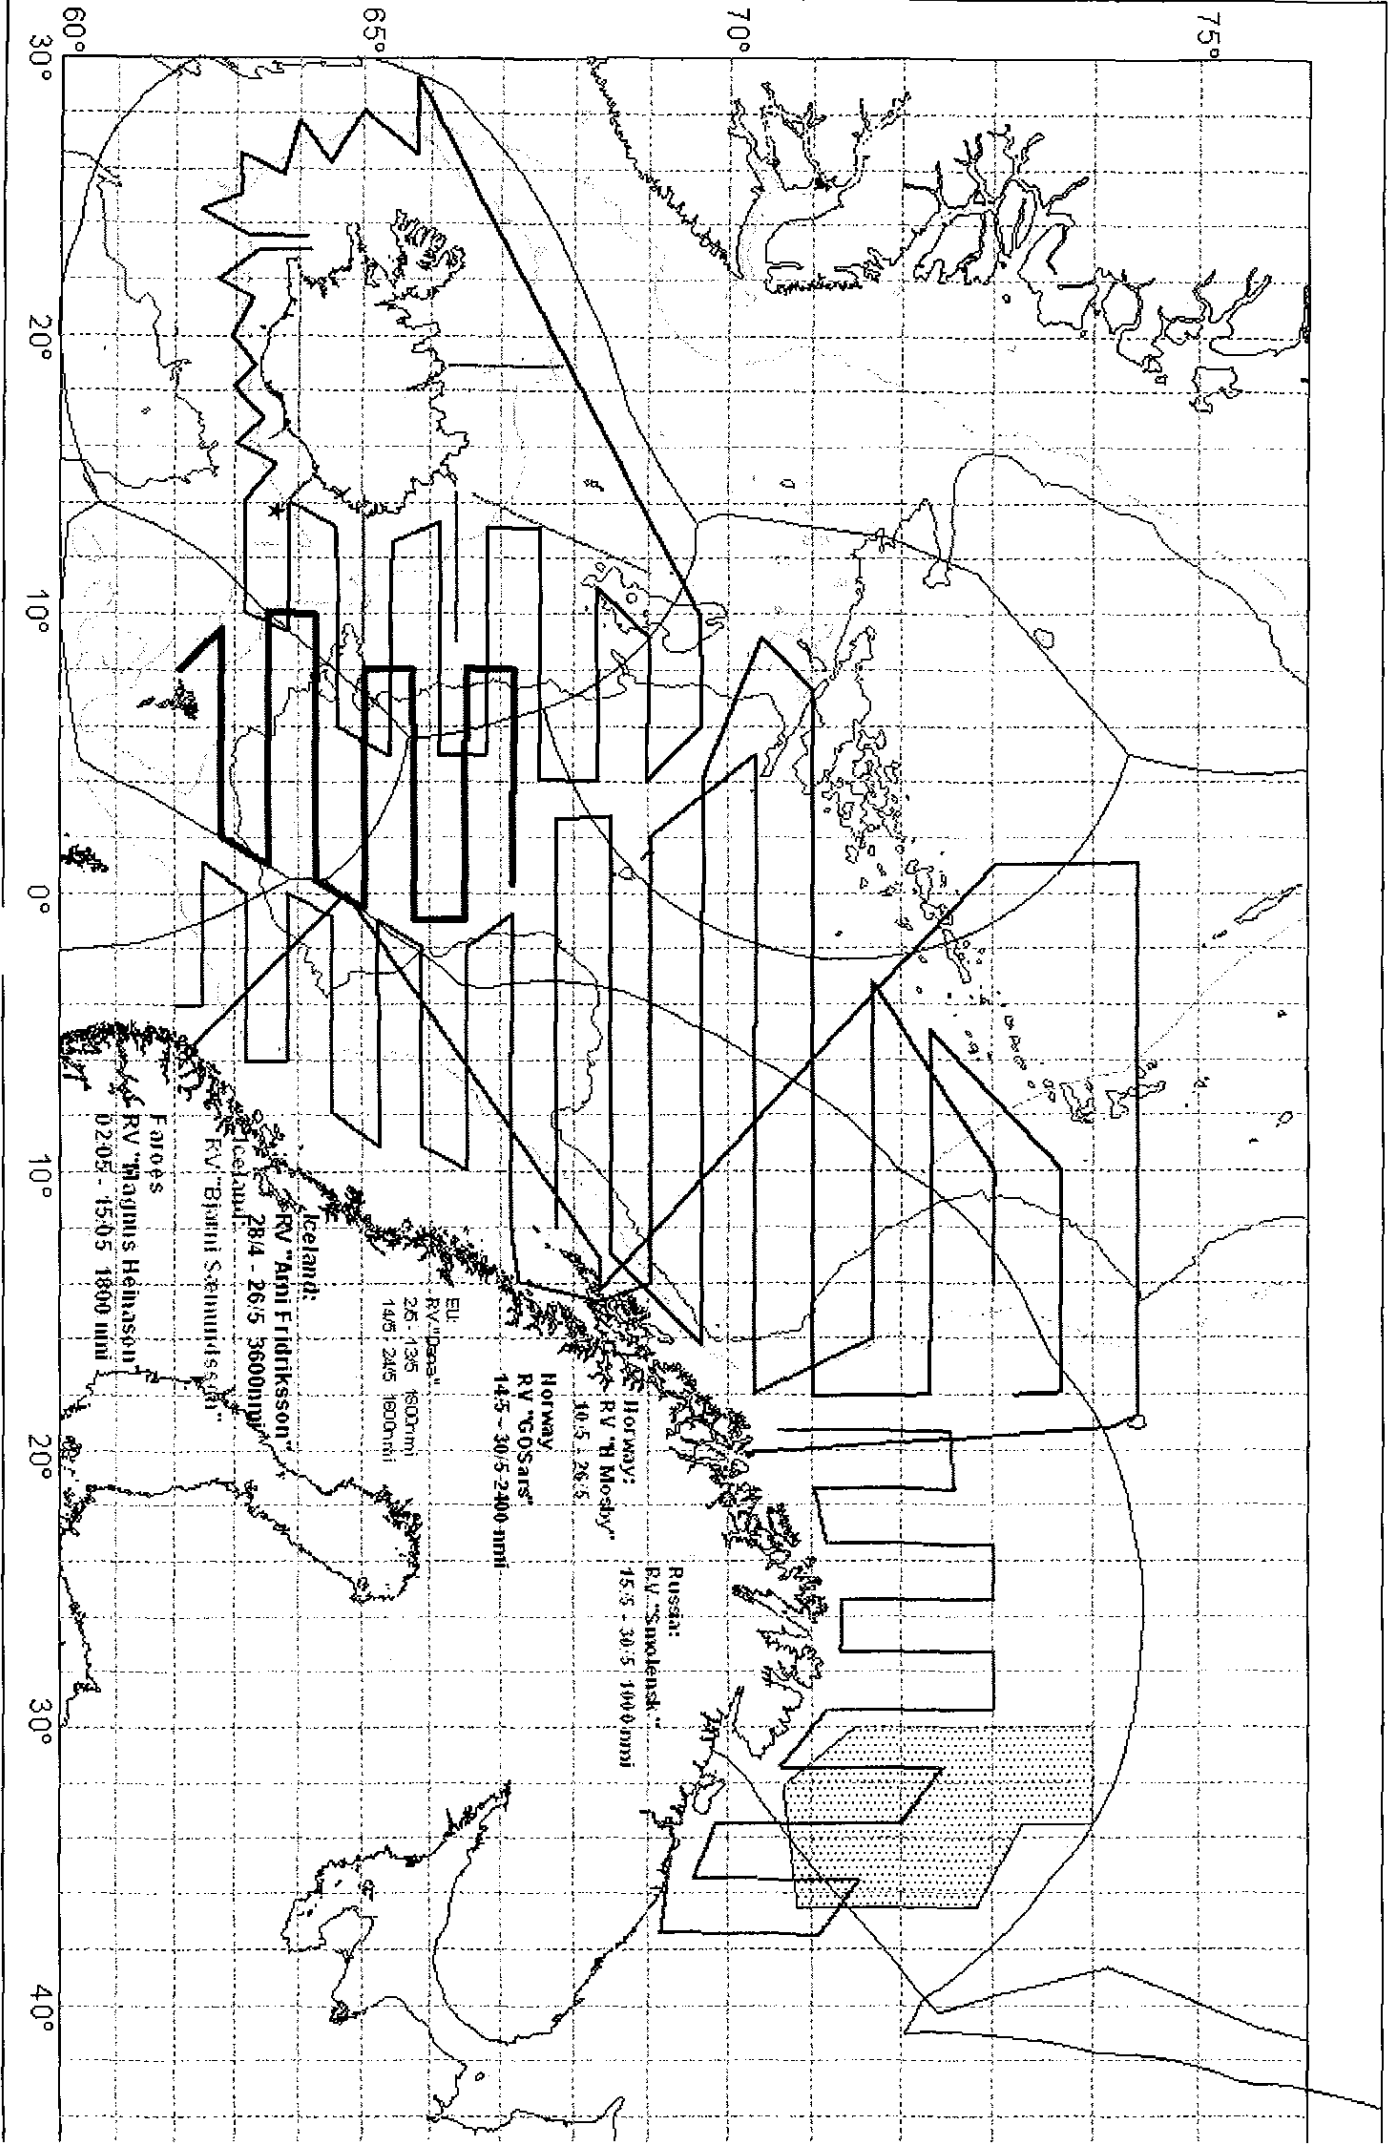 60°
65°
70°
75°
30°
20°
10°
0°
10°
20°
30°
40°
Faroes
RV "Magnus Heinason"
02.05 - 15.05 1800 nmi
Iceland:
RV "Bjarni Sæmundsson"
Iceland:
RV "Arni Fridriksson"
28/4 - 26/5 3600nmi
EU:
RV "Dana"
2/5 - 13/5 1600nmi
14/5 24/5 1800nmi
Norway
RV "GOSars"
14/5 - 30/5 2400 nmi
Norway:
RV "H Mosby"
10/5 - 26/5
Russia:
RV "Smolensk"
15/5 - 30/5